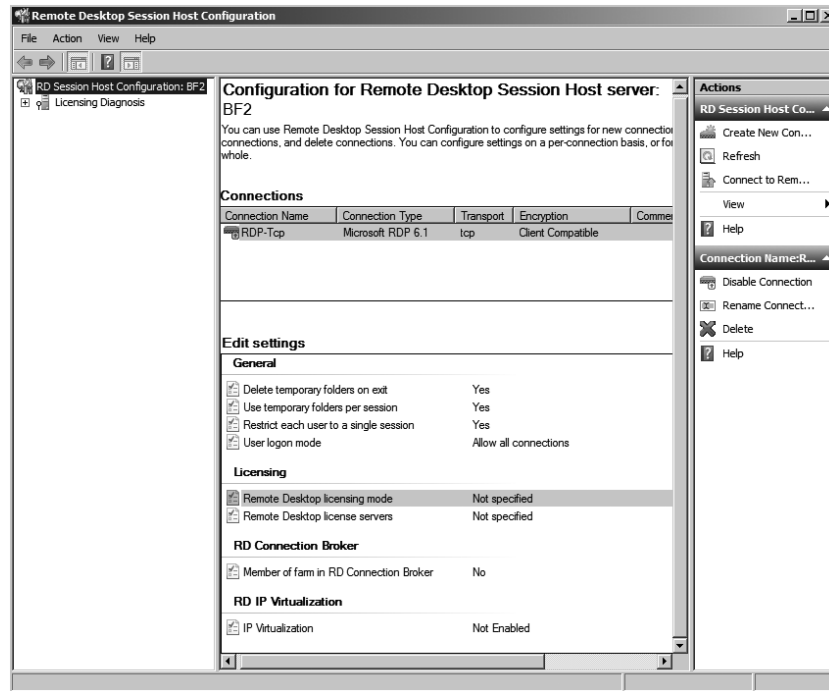 Remote Desktop Session Host Configuration
File Action View Help
RD Session Host Configuration: BF2
Licensing Diagnosis
Configuration for Remote Desktop Session Host server:
BF2
You can use Remote Desktop Session Host Configuration to configure settings for new connection
connections, and delete connections. You can configure settings on a per-connection basis, or for
whole.
Connections
Connection Name Connection Type Transport Encryption Commen
RDP-Tcp Microsoft RDP 6.1 tcp Client Compatible
Edit settings
General
Delete temporary folders on exit Yes
Use temporary folders per session Yes
Restrict each user to a single session Yes
User logon mode Allow all connections
Licensing
Remote Desktop licensing mode Not specified
Remote Desktop license servers Not specified
RD Connection Broker
Member of farm in RD Connection Broker No
RD IP Virtualization
IP Virtualization Not Enabled
Actions
RD Session Host Co...
Create New Con...
Refresh
Connect to Rem...
View
Help
Connection Name:R...
Disable Connection
Rename Connect...
Delete
Help